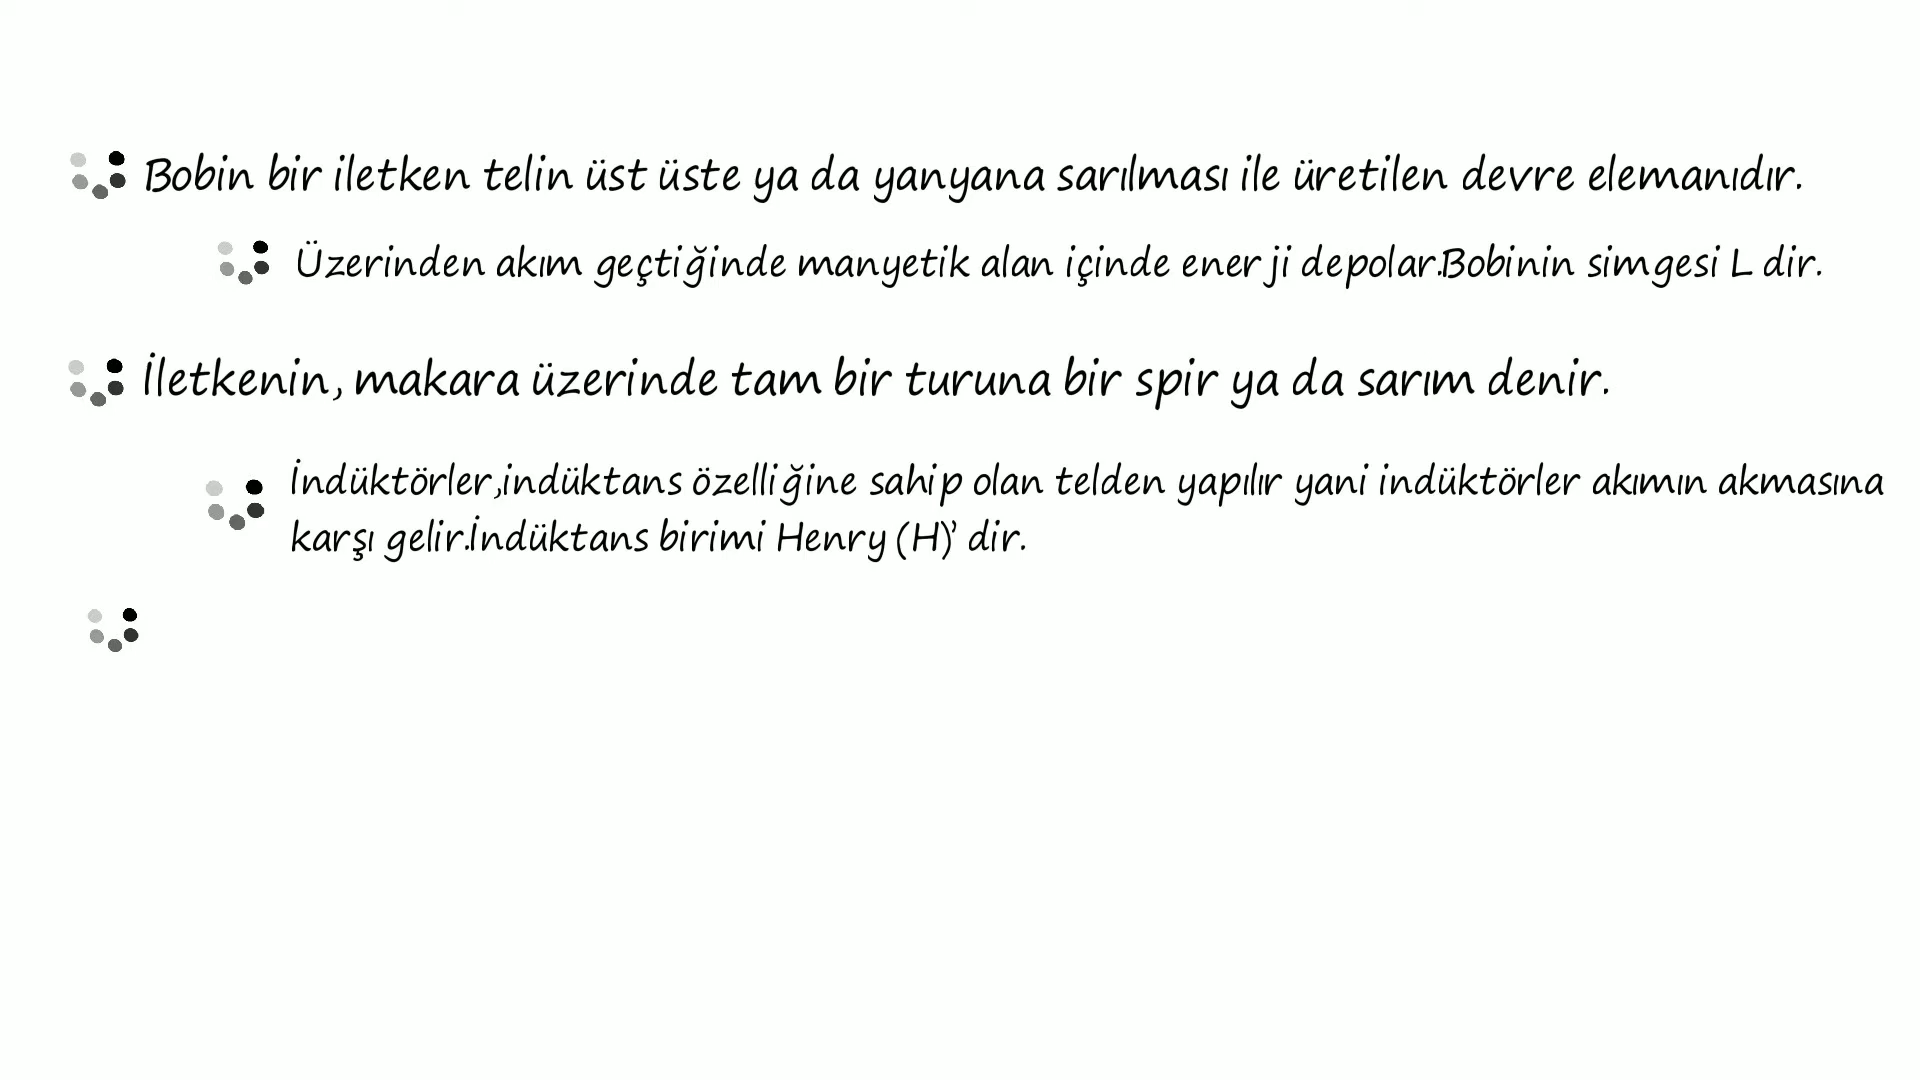 Bobin bir iletken telin üst üste ya da yanyana sarılması ile üretilen devre elemanıdır.
Üzerinden akım geçtiğinde manyetik alan içinde enerji depolar.Bobinin simgesi L dir.
İletkenin, makara üzerinde tam bir turuna bir spir ya da sarım denir.
İndüktörler,indüktans özelliğine sahip olan telden yapılır yani indüktörler akımın akmasına
karşı gelir.İndüktans birimi Henry (H)’ dir.